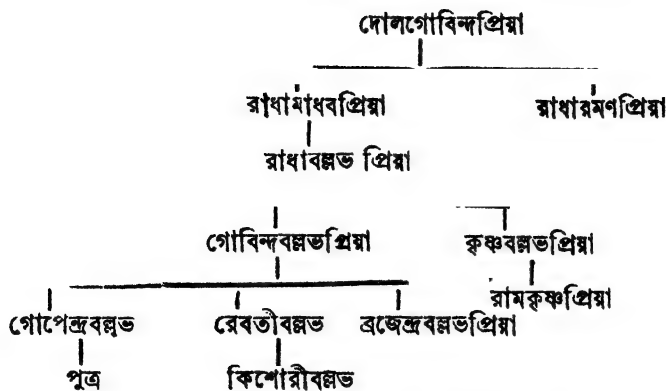 দোলগোবিন্দপ্রিয়া
রাধামাধবপ্রিয়া রাধারমণপ্রিয়া
রাধাবল্লভ প্রিয়া
গোবিন্দবল্লভপ্রিয়া কৃষ্ণবল্লভপ্রিয়া
রামকৃষ্ণপ্রিয়া
গোপেন্দ্রবল্লভ রেবতীবল্লভ ব্রজেন্দ্রবল্লভপ্রিয়া
পুত্র কিশোরীবল্লভ